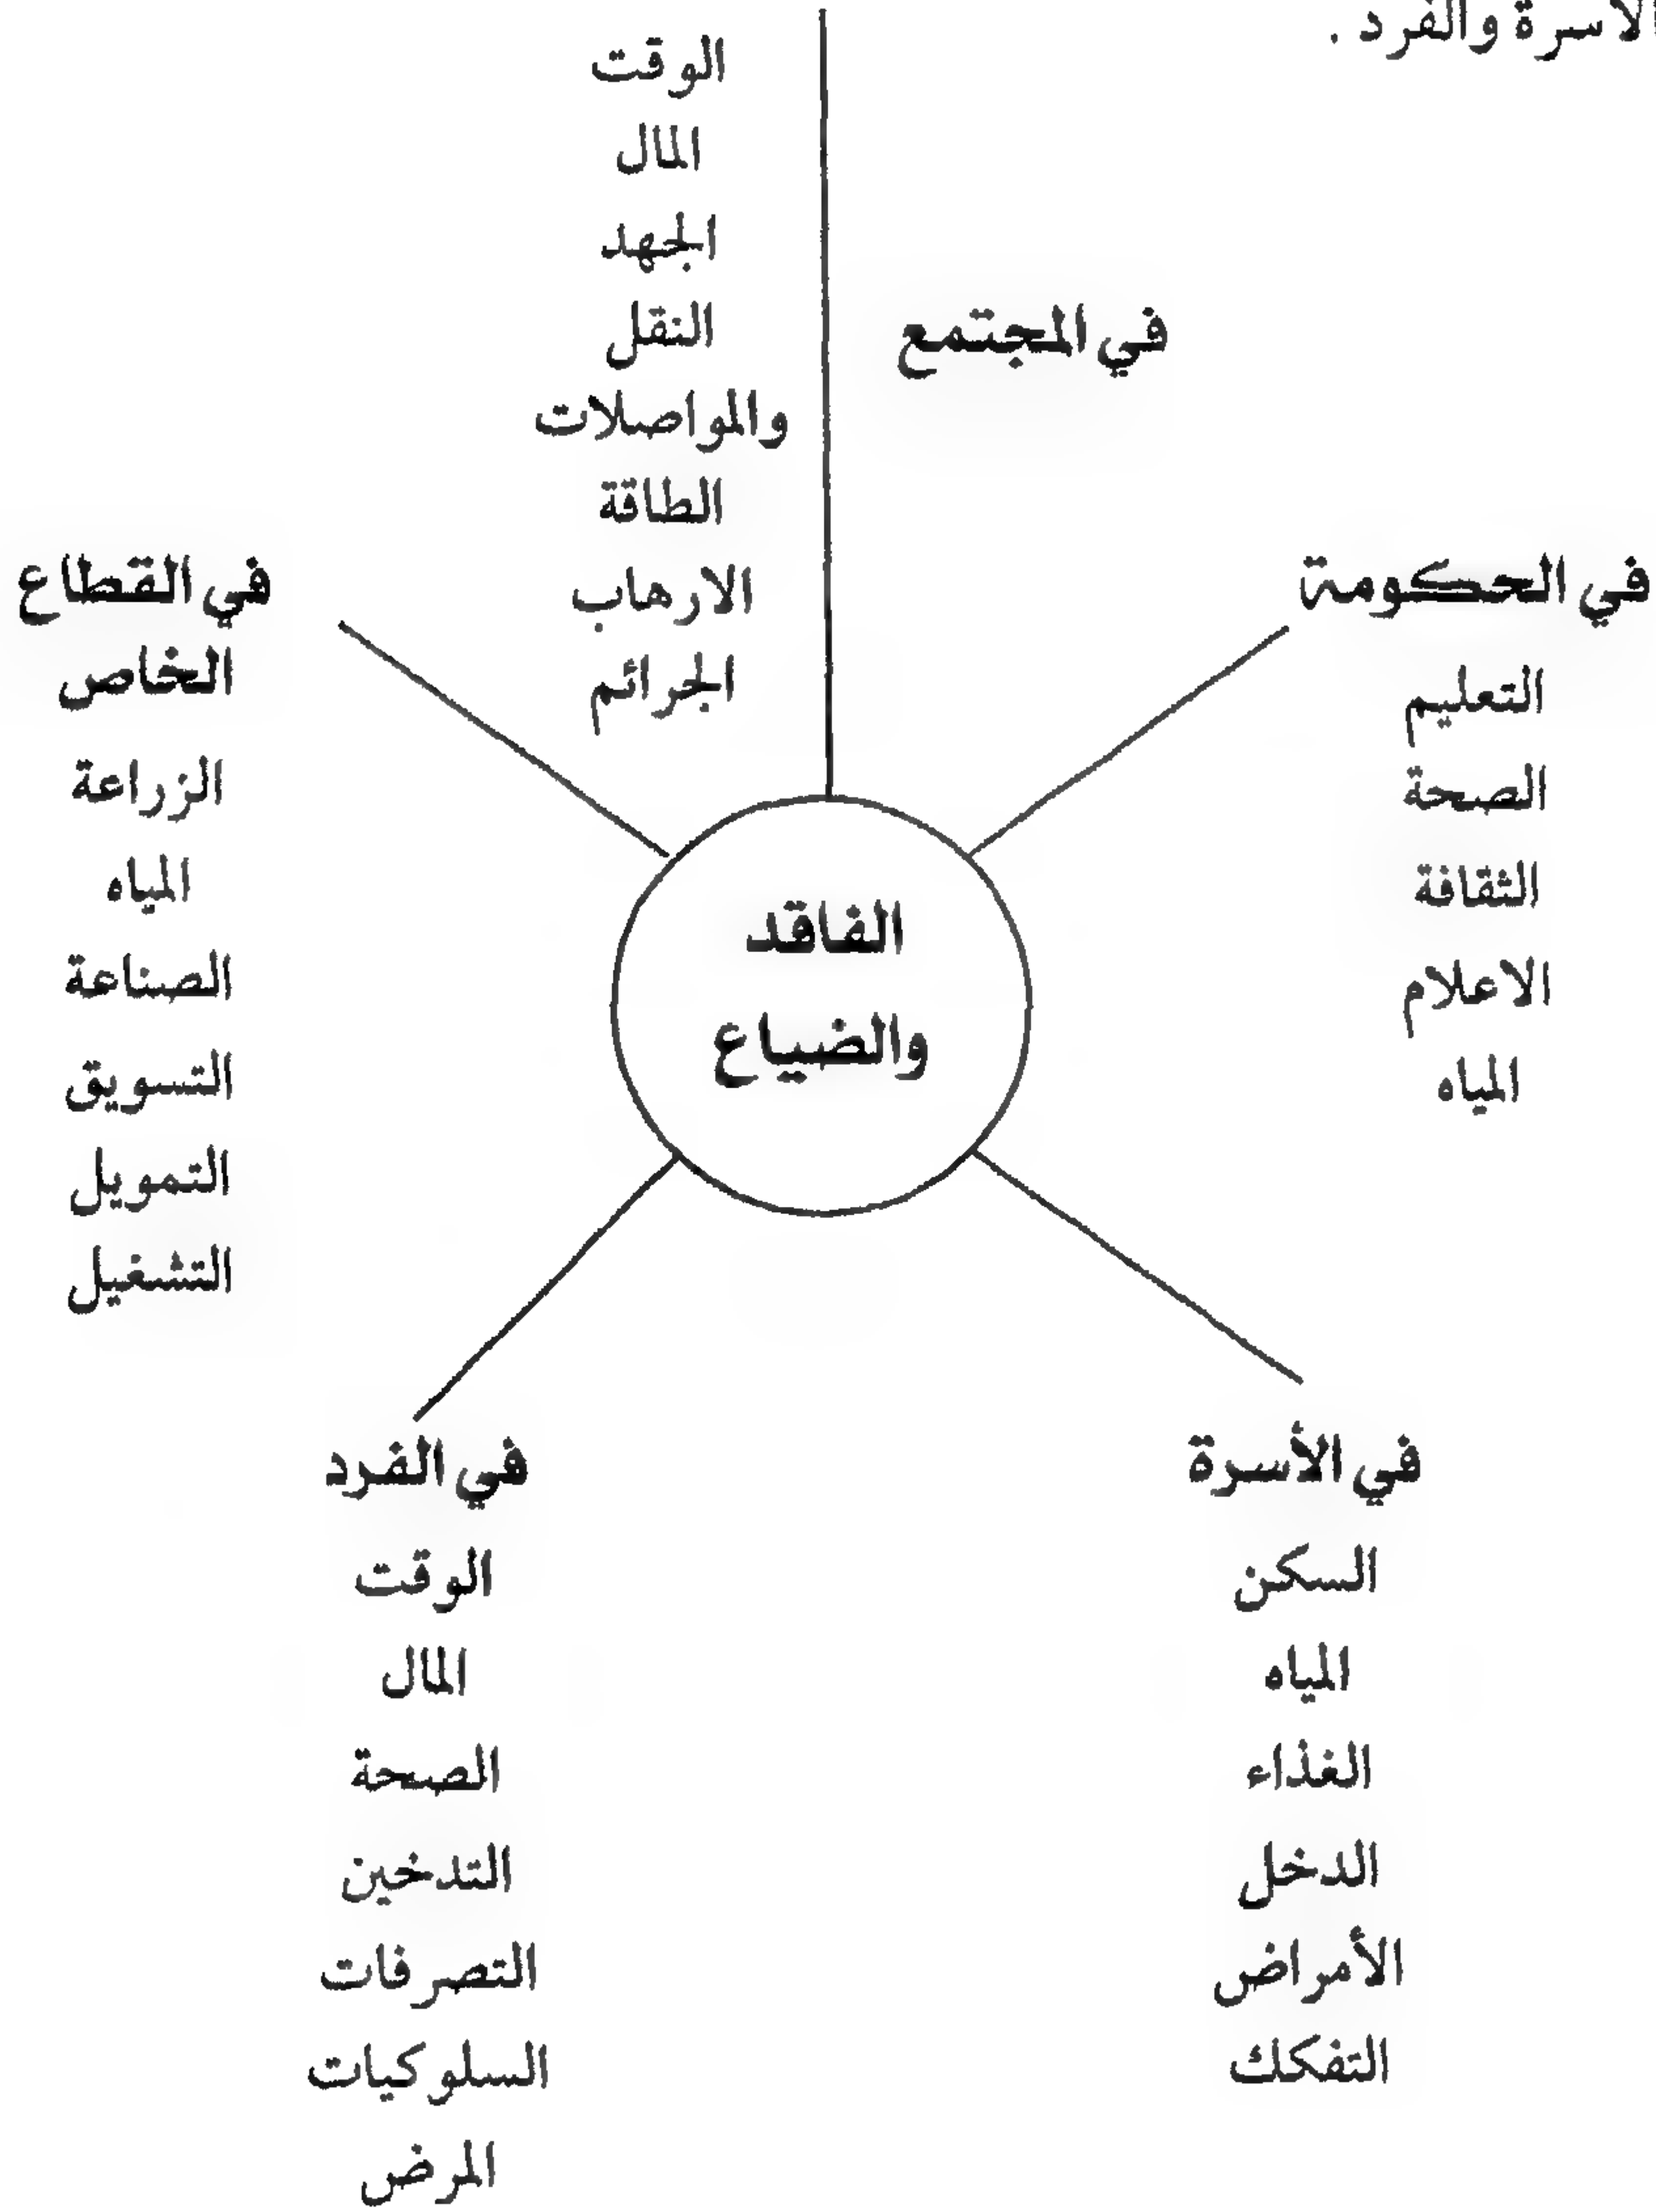 الأسرة والفرد .
في المجتمع
الوقت
المال
الجهد
النقل
والمواصلات
الطاقة
الارهاب
الجرائم
في الحكومة
التعليم
الصحة
الثقافة
الاعلام
المياه
في القطاع
الخاص
الزراعة
المياه
الصناعة
التسويق
التمويل
التشغيل
الفاقد
والضياع
في الأسرة
السكن
المياه
الغذاء
الدخل
الأمراض
التفكك
في الفرد
الوقت
المال
الصحة
التدخين
التصرفات
السلوكيات
المرض